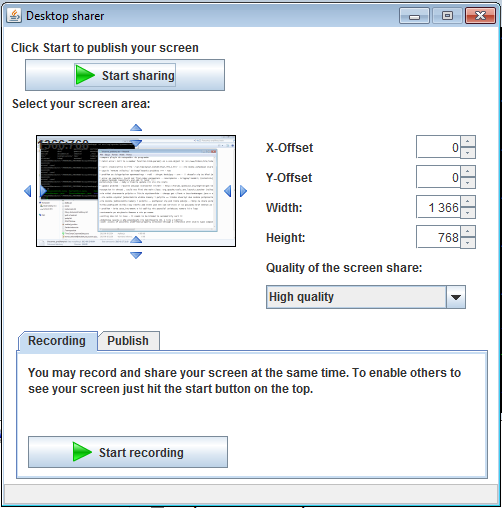 Desktop sharer
Click Start to publish your screen
Start sharing
Select your screen area:
1366:768
X-Offset 0
Y-Offset 0
Width: 1 366
Height: 768
Quality of the screen share:
High quality
Recording Publish
You may record and share your screen at the same time. To enable others to
see your screen just hit the start button on the top.
Start recording